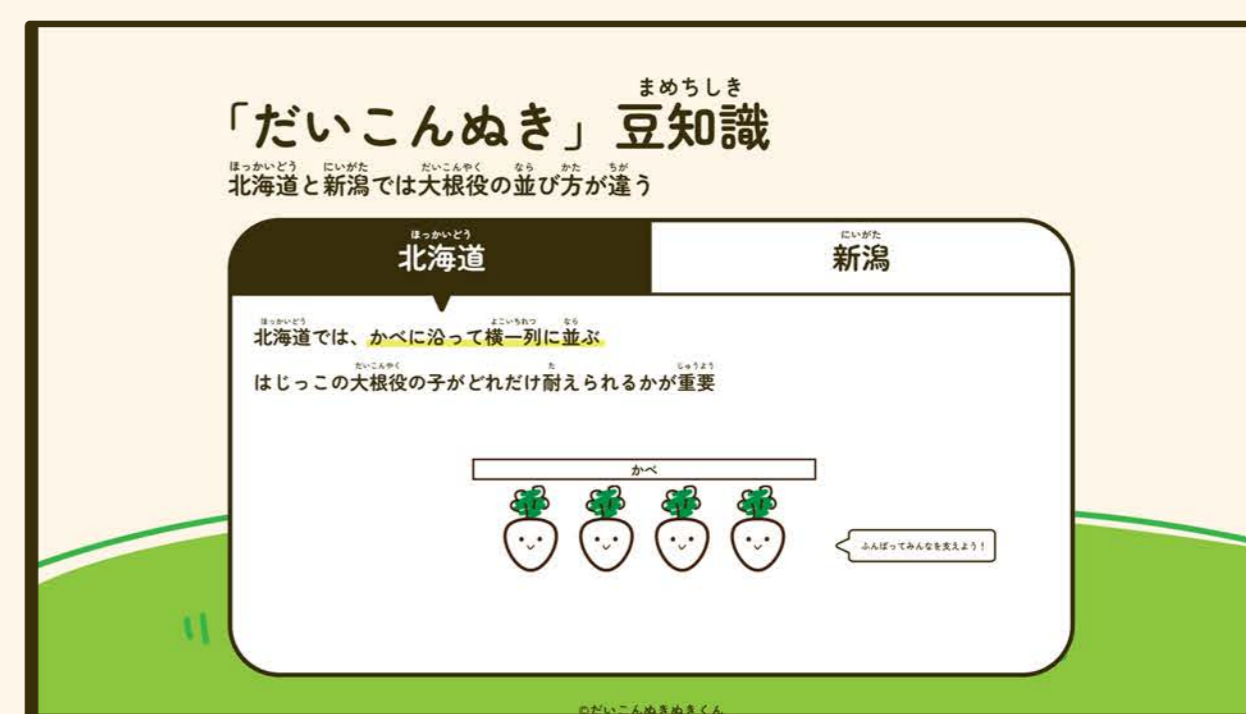 まめちしき
「だいこんぬき」豆知識
ほっかいどう にいがた だいこんやく なら かた ちが
北海道と新潟では大根役の並び方が違う
ほっかいどう
北海道
にいがた
新潟
ほっかいどう よこいちれつ なら
北海道では、かべに沿って横一列に並ぶ
だいこんやく た じゅうよう
はじっこの大根役の子がどれだけ耐えられるかが重要
かべ
ふんばってみんなを支えよう！
©だいこんぬきぬきくん